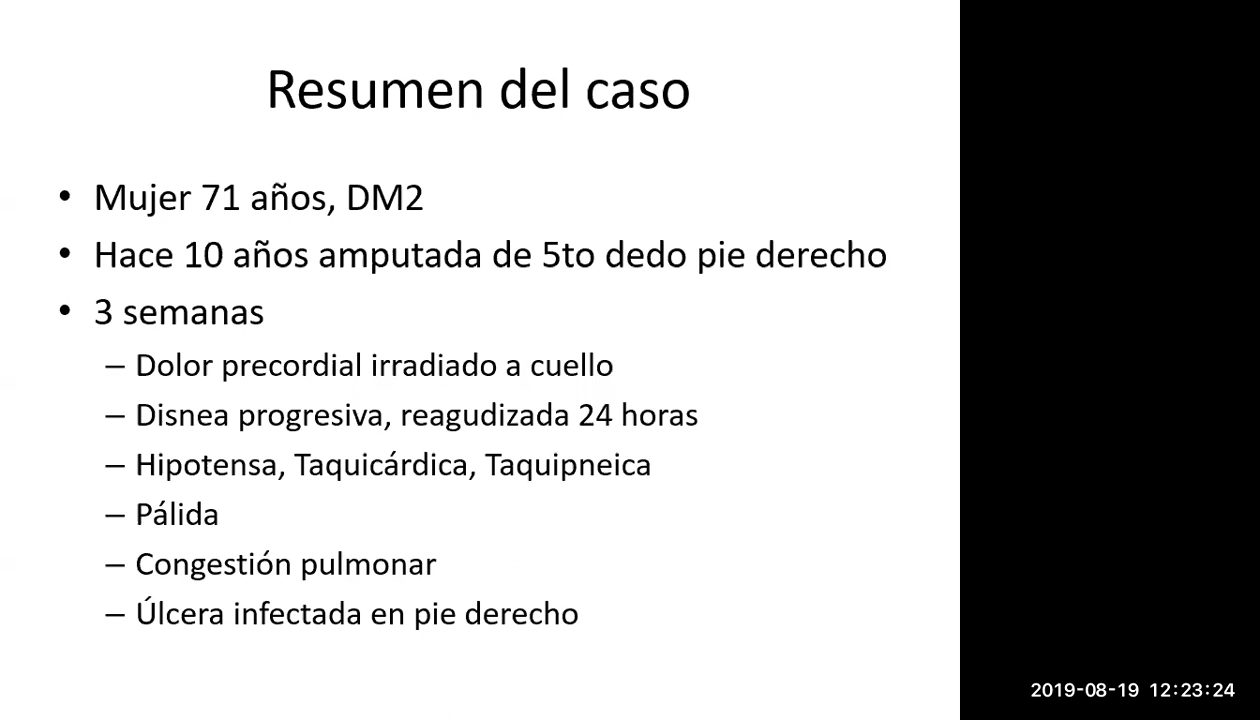 Resumen del caso
• Mujer 71 años, DM2
• Hace 10 años amputada de 5to dedo pie derecho
• 3 semanas
– Dolor precordial irradiado a cuello
– Disnea progresiva, reagudizada 24 horas
– Hipotensa, Taquicárdica, Taquipneica
– Pálida
– Congestión pulmonar
– Úlcera infectada en pie derecho
2019-08-19 12:23:24